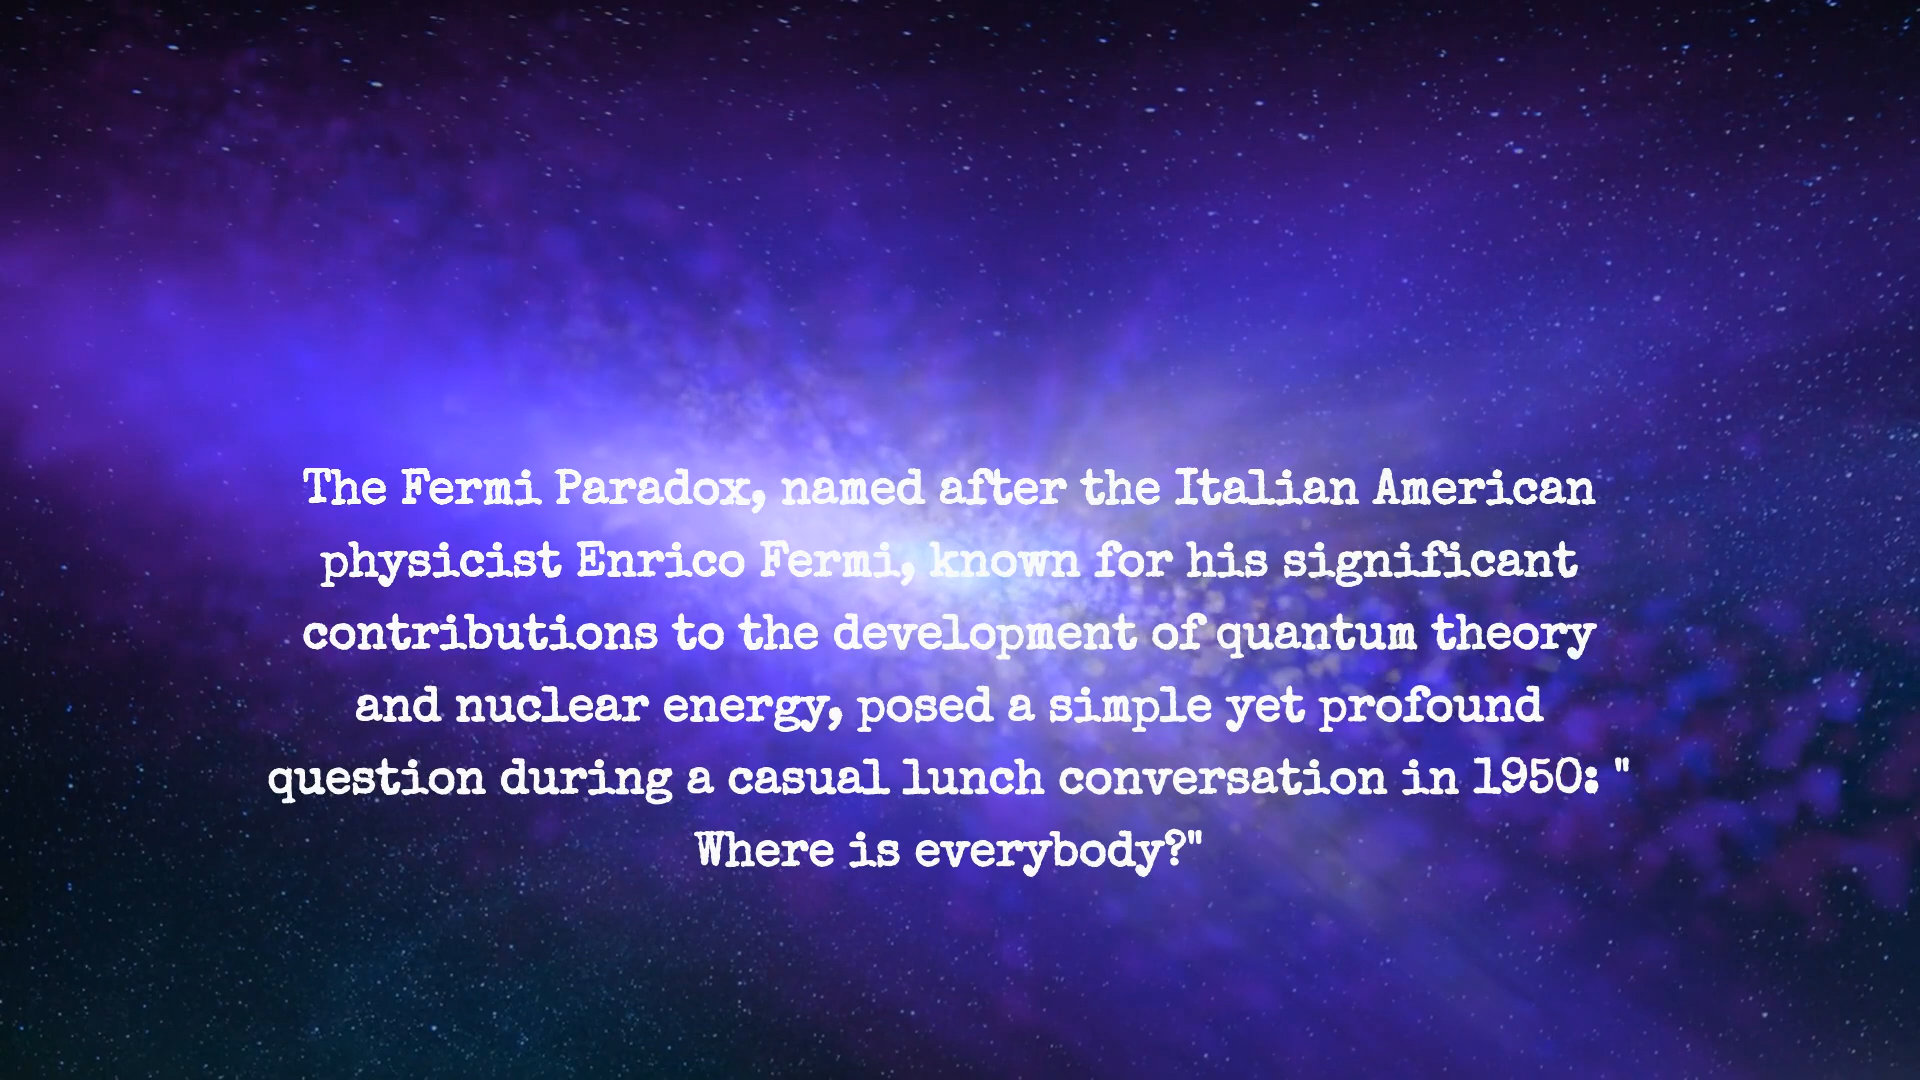 The Fermi Paradox, named after the Italian American
physicist Enrico Fermi, known for his significant
contributions to the development of quantum theory
and nuclear energy, posed a simple yet profound
question during a casual lunch conversation in 1950: "
Where is everybody?"